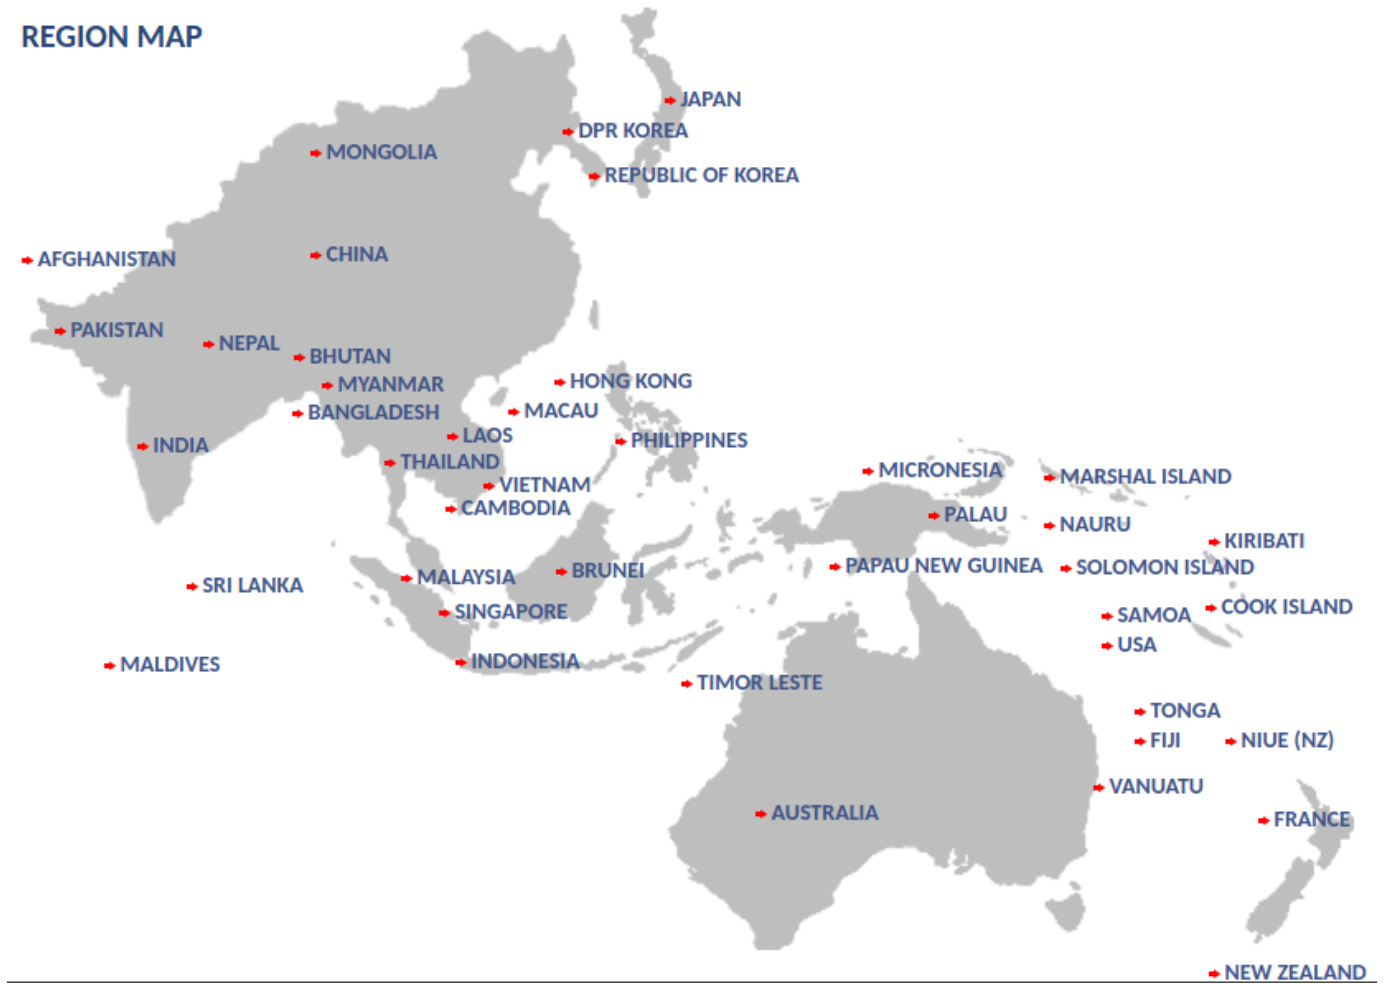 REGION MAP
JAPAN
DPR KOREA
MONGOLIA
REPUBLIC OF KOREA
CHINA
AFGHANISTAN
PAKISTAN
NEPAL
BHUTAN
HONG KONG
MYANMAR
MACAU
BANGLADESH
LAOS
PHILIPPINES
INDIA
THAILAND
MICRONESIA
MARSHAL ISLAND
VIETNAM
CAMBODIA
PALAU
NAURU
KIRIBATI
PAPAU NEW GUINEA
SOLOMON ISLAND
BRUNEI
MALAYSIA
SRI LANKA
COOK ISLAND
SINGAPORE
SAMOA
USA
INDONESIA
MALDIVES
TIMOR LESTE
TONGA
FIJI
NIUE (NZ)
VANUATU
AUSTRALIA
FRANCE
NEW ZEALAND